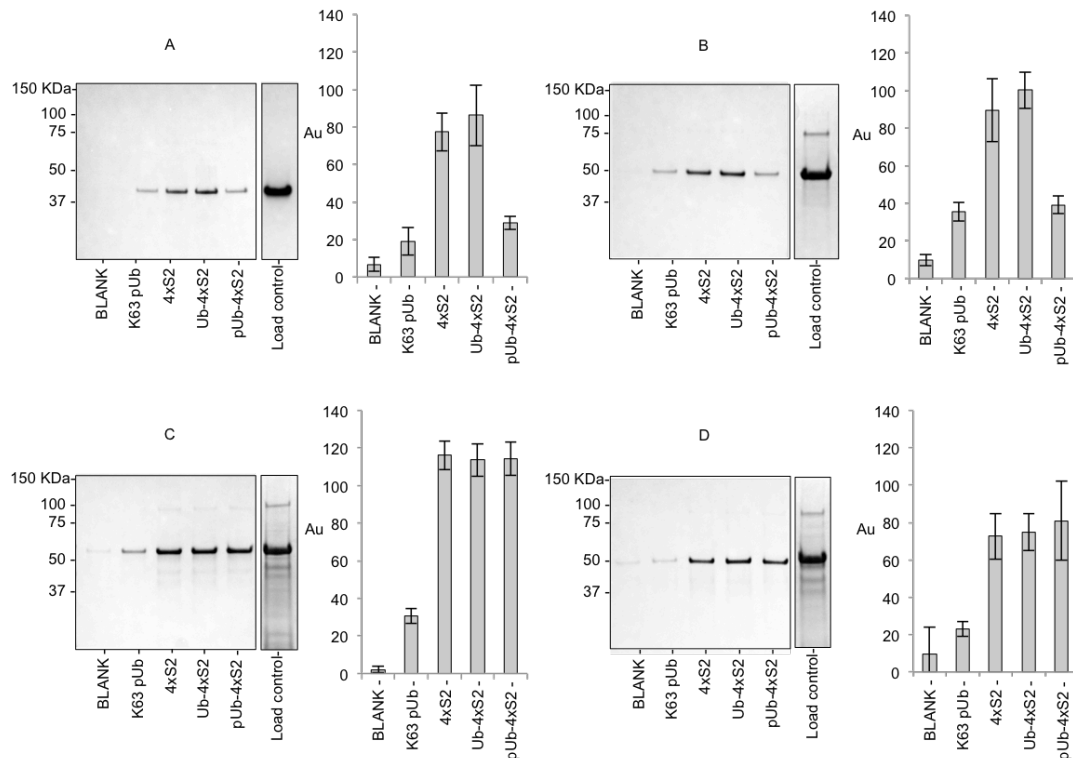 A
150 KDa-
100 -
75 -
50 -
37 -
BLANK
K63 pUb
4xS2
Ub-4xS2
pUb-4xS2
Load control
140
120
100
80
60
40
20
0
Au
BLANK
K63 pUb
4xS2
Ub-4xS2
pUb-4xS2
B
150 KDa-
100 -
75 -
50 -
37 -
BLANK
K63 pUb
4xS2
Ub-4xS2
pUb-4xS2
Load control
140
120
100
80
60
40
20
0
Au
BLANK
K63 pUb
4xS2
Ub-4xS2
pUb-4xS2
C
150 KDa-
100 -
75 -
50 -
37 -
BLANK
K63 pUb
4xS2
Ub-4xS2
pUb-4xS2
Load control
140
120
100
80
60
40
20
0
Au
BLANK
K63 pUb
4xS2
Ub-4xS2
pUb-4xS2
D
150 KDa-
100 -
75 -
50 -
37 -
BLANK
K63 pUb
4xS2
Ub-4xS2
pUb-4xS2
Load control
140
120
100
80
60
40
20
0
Au
BLANK
K63 pUb
4xS2
Ub-4xS2
pUb-4xS2